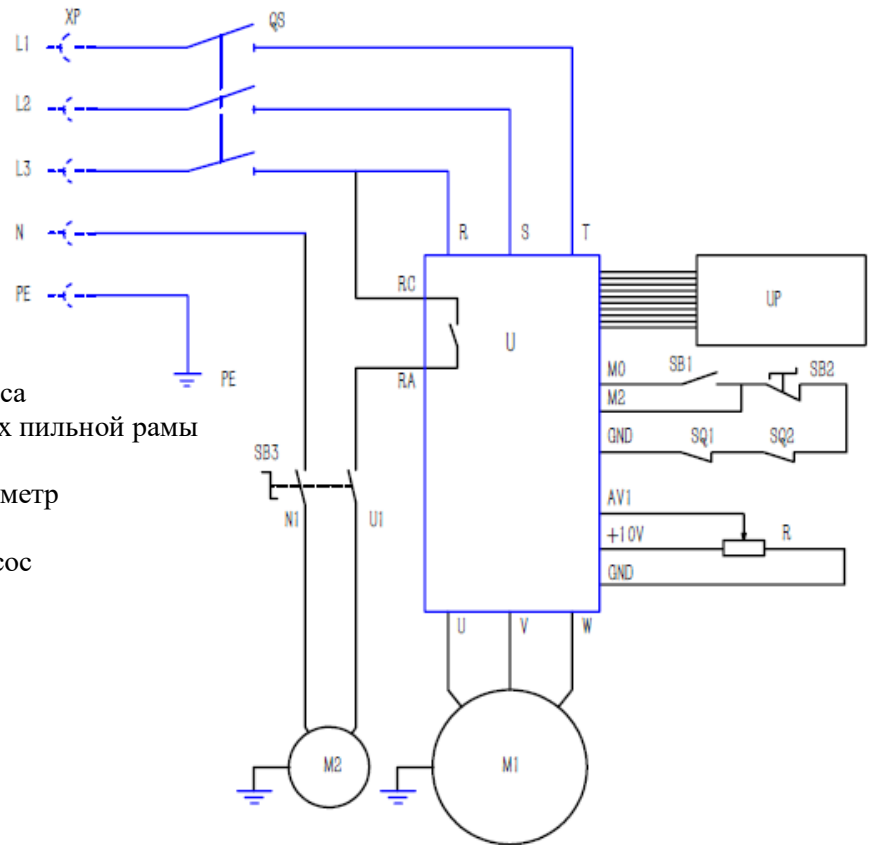 XP QS
L1
L2
L3
N
R S T
PE
RC
UP
U
M0 SB1 SB2
RA
PE
M2
са
х пильной рамы
GND SQ1 SQ2
SB3
метр
AV1
N1 U1
+10V R
сос
GND
U V W
M2 M1